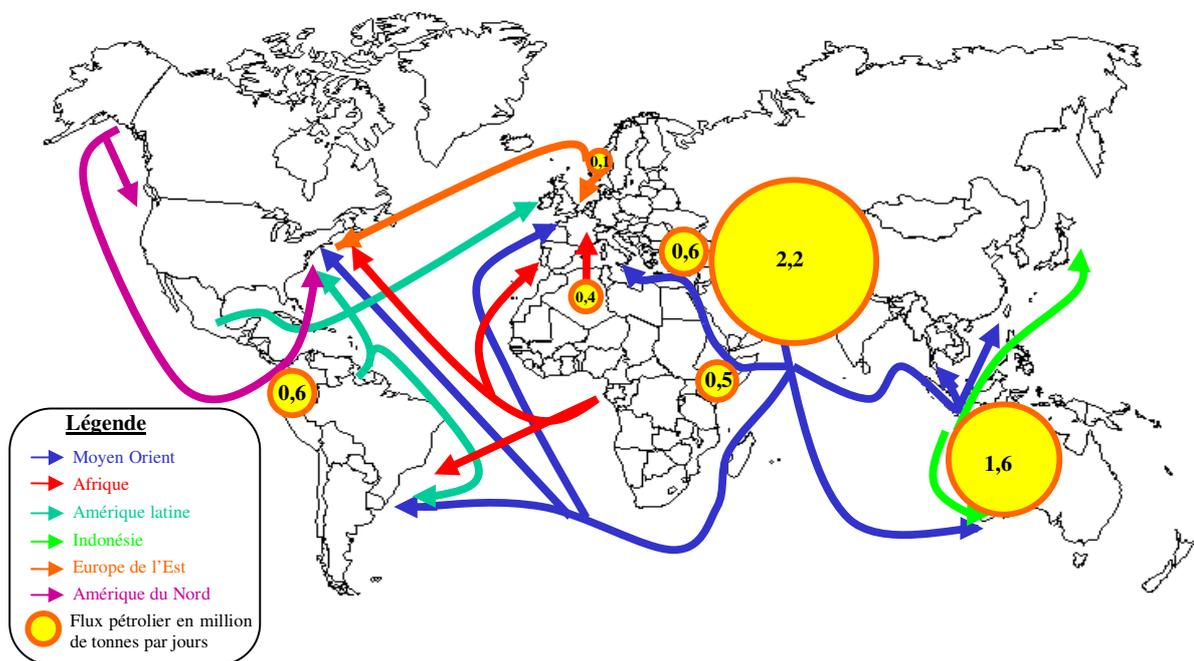 0,1
0,6
2,2
0,4
0,5
0,6
1,6
Légende
Moyen Orient
Afrique
Amérique latine
Indonésie
Europe de l'Est
Amérique du Nord
Flux pétrolier en million
de tonnes par jours